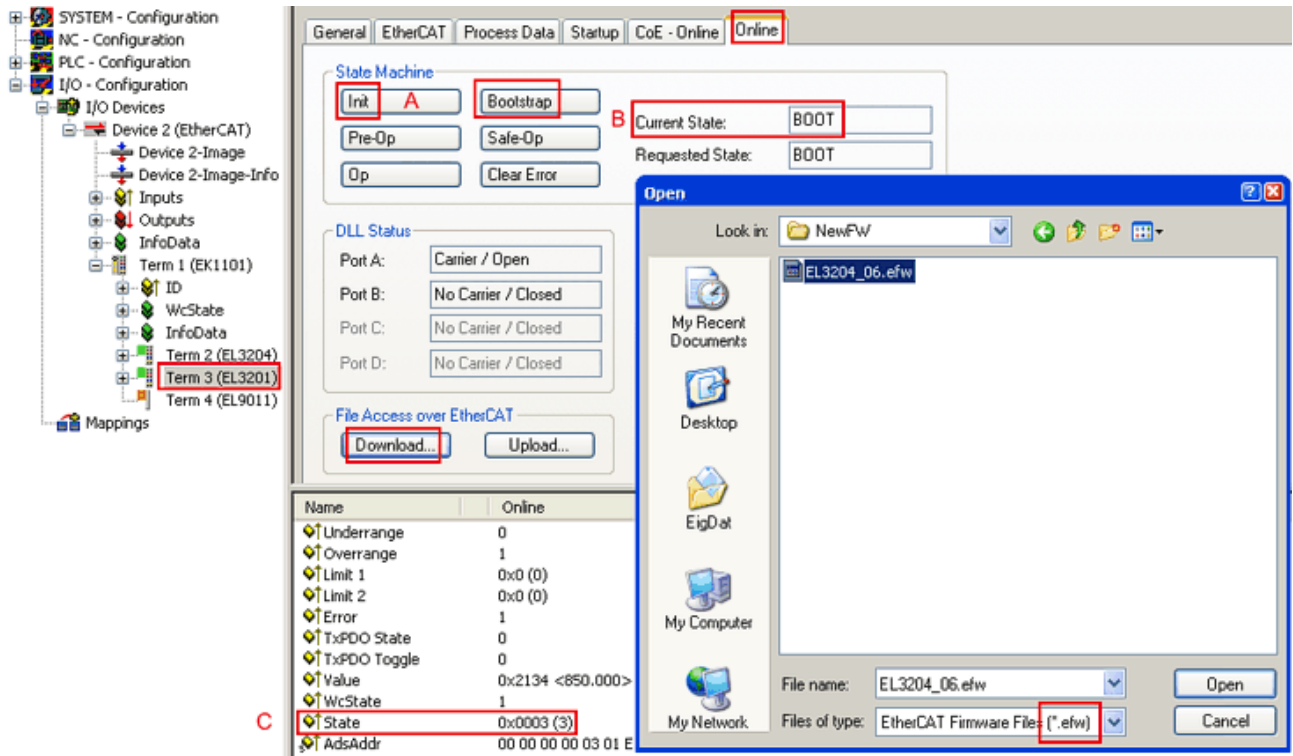 SYSTEM - Configuration
NC - Configuration
PLC - Configuration
I/O - Configuration
I/O Devices
Device 2 (EtherCAT)
Device 2-Image
Device 2-Image-Info
Inputs
Outputs
InfoData
Term 1 (EK1101)
ID
WcState
InfoData
Term 2 (EL3204)
Term 3 (EL3201)
Term 4 (EL9011)
Mappings
General EtherCAT Process Data Startup CoE - Online Online
State Machine
Init A Bootstrap
Pre-Op Safe-Op
Op Clear Error
B Current State: BOOT
Requested State: BOOT
DLL Status
Port A: Carrier / Open
Port B: No Carrier / Closed
Port C: No Carrier / Closed
Port D: No Carrier / Closed
File Access over EtherCAT
Download... Upload...
Name Online
Underrange 0
Overrange 1
Limit 1 0x0 (0)
Limit 2 0x0 (0)
Error 1
TxPDO State 0
TxPDO Toggle 0
Value 0x2134 <850.000>
WcState 1
C State 0x0003 (3)
AdsAddr 00 00 00 00 03 01 E
Open
Look in: NewFW
EL3204_06.efw
My Recent
Documents
Desktop
EigDat
My Computer
My Network
File name: EL3204_06.efw Open
Files of type: EtherCAT Firmware Files (*.efw) Cancel